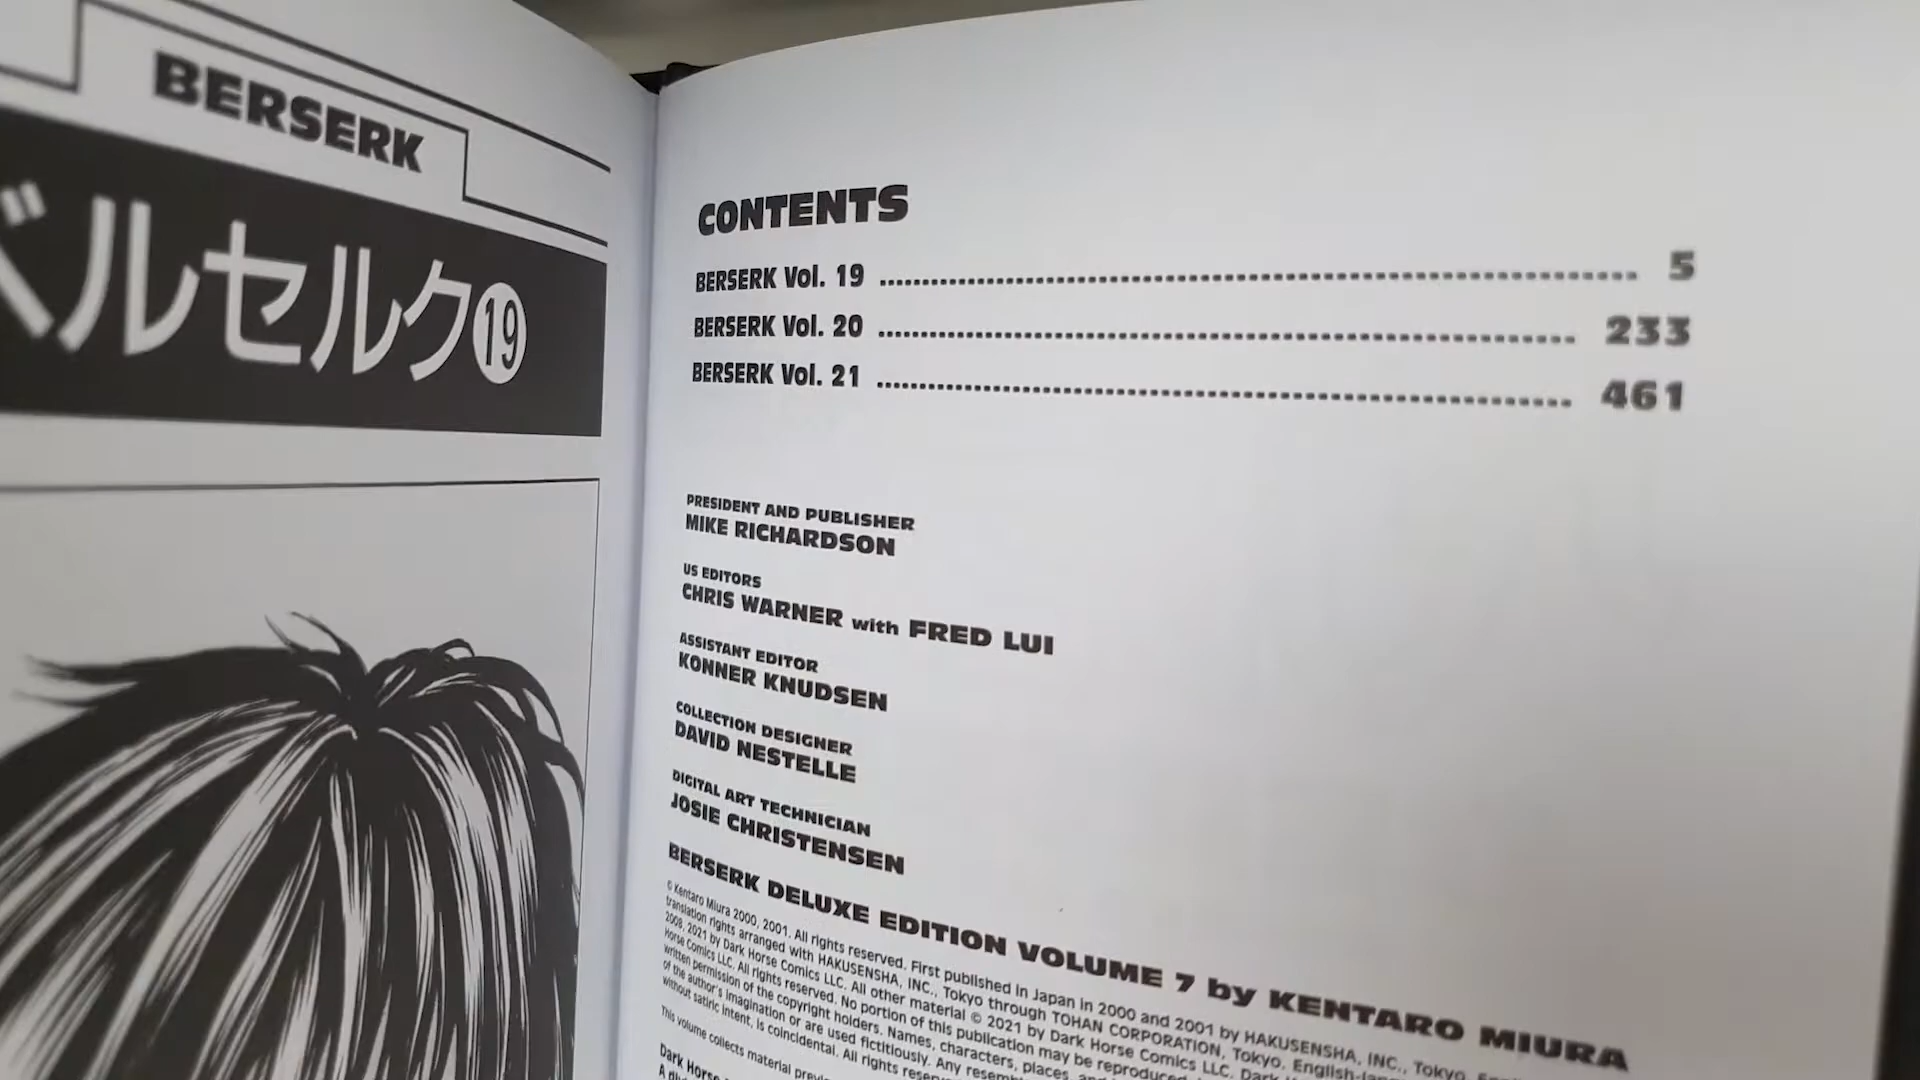 BERSERK
ベルセルク⑲
CONTENTS
BERSERK Vol. 19 5
BERSERK Vol. 20 233
BERSERK Vol. 21 461
PRESIDENT AND PUBLISHER
MIKE RICHARDSON
US EDITORS
CHRIS WARNER with FRED LUI
ASSISTANT EDITOR
KONNER KNUDSEN
COLLECTION DESIGNER
DAVID NESTELLE
DIGITAL ART TECHNICIAN
JOSIE CHRISTENSEN
BERSERK DELUXE EDITION VOLUME 7 by KENTARO MIURA
© Kentaro Miura 2000, 2001. All rights reserved. First published in Japan in 2000 and 2001 by HAKUSENSHA, INC., Tokyo.
translation rights arranged with HAKUSENSHA, INC., Tokyo through TOHAN CORPORATION, Tokyo. English-language
2008, 2021 by Dark Horse Comics LLC. All other material © 2021 by Dark Horse Comics LLC. Dark
Horse Comics LLC. All rights reserved. No portion of this publication may be reproduced
written permission of the copyright holders. Names, characters, places, and
of the author's imagination or are used fictitiously. Any
without satiric intent, is coincidental. All rights
This volume collects material
Dark Horse